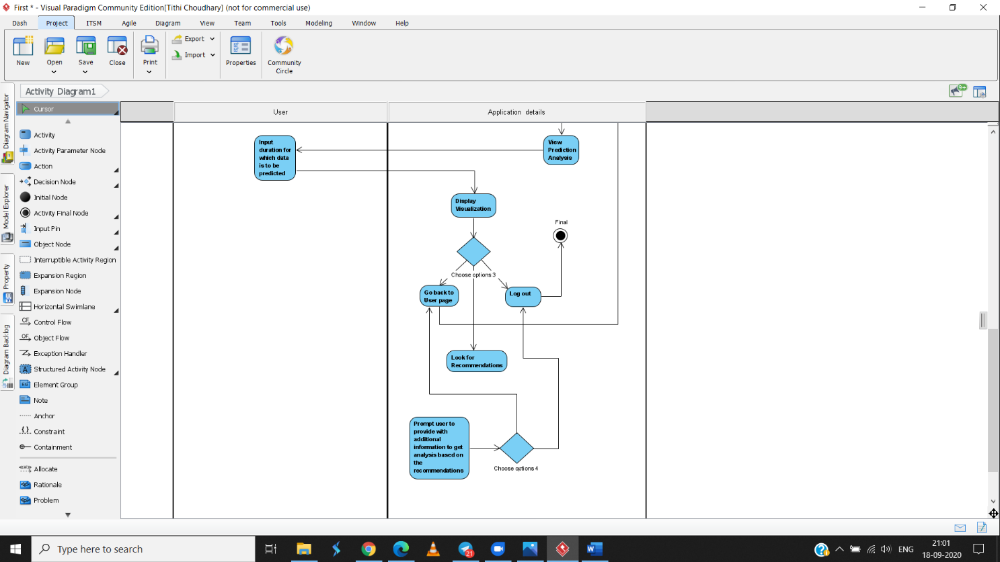 First * - Visual Paradigm Community Edition[Tithi Choudhary] (not for commercial use)
Dash Project ITSM Agile Diagram View Team Tools Modeling Window Help
New Open Save Close Print Export Import Properties Community
Circle
Activity Diagram1
9+
Diagram Navigator
Model Explorer
Property
Diagram Backlog
Cursor
Activity
Activity Parameter Node
Action
Decision Node
Initial Node
Activity Final Node
Input Pin
Object Node
Interruptible Activity Region
Expansion Region
Expansion Node
Horizontal Swimlane
CF Control Flow
OF Object Flow
Exception Handler
A Structured Activity Node
EG Element Group
Note
Anchor
Constraint
Containment
Allocate
Rationale
Problem
User
Application details
Input
duration for
which data
is to be
predicted
View
Prediction
Analysis
Display
Visualization
Final
Choose options 3
Go back to
User page
Log out
Look for
Recommendations
Prompt user to
provide with
additional
information to get
analysis based on
the
recommendations
Choose options 4
Type here to search
21
W
ENG
21:01
18-09-2020